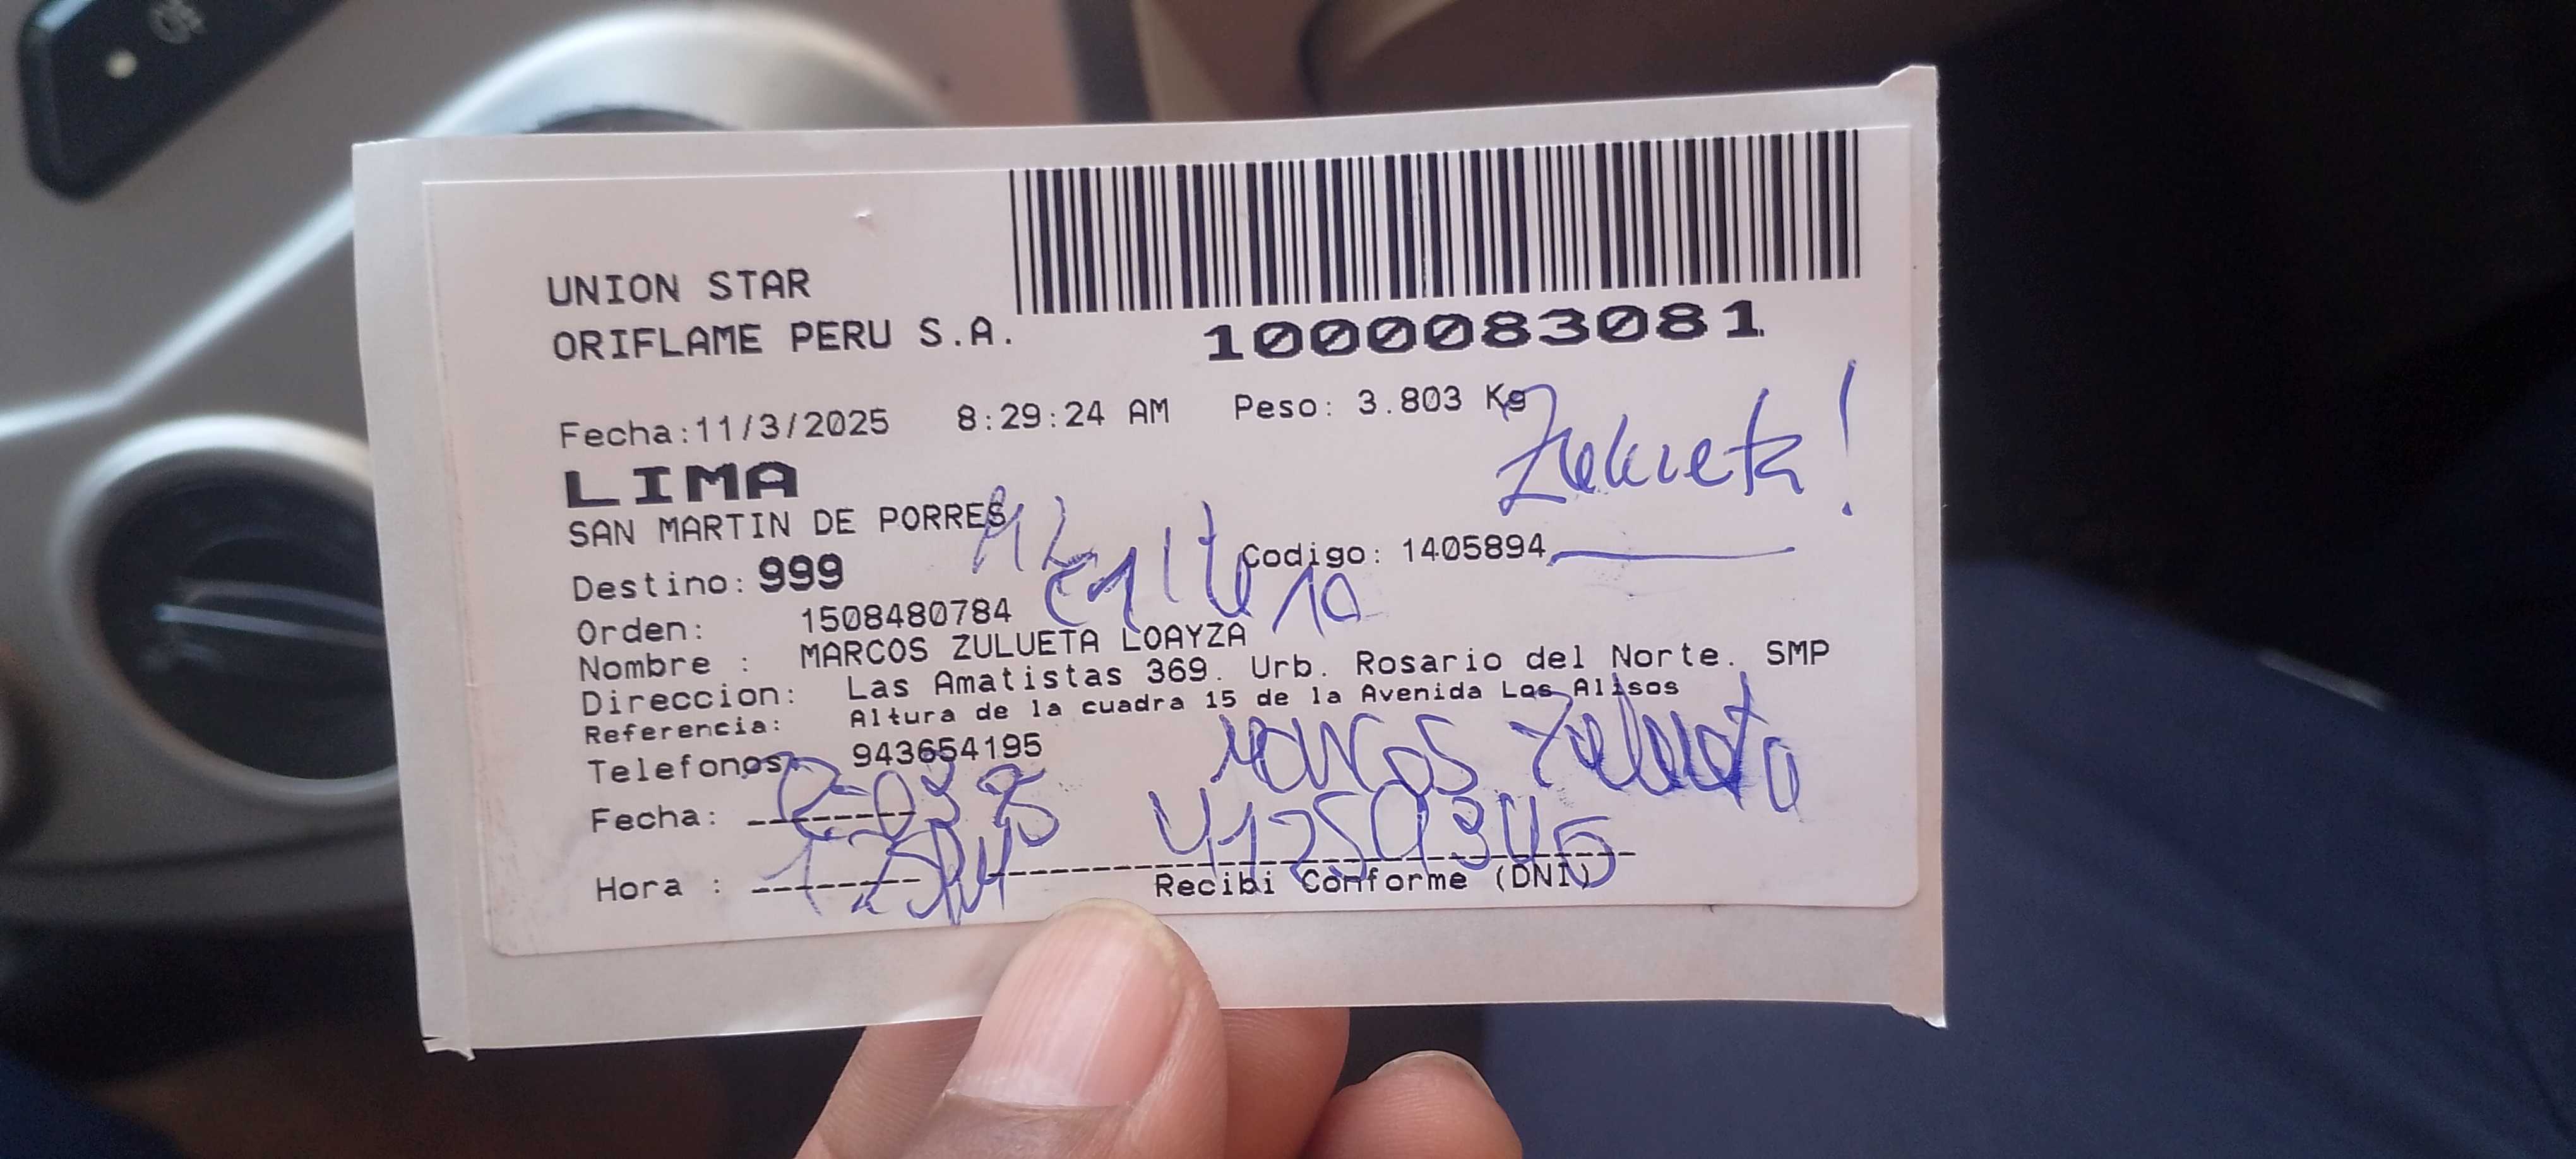 UNION STAR
ORIFLAME PERU S.A.
1000083081
Fecha:11/3/2025 8:29:24 AM Peso: 3.803 Kg
Zulueta!
LIMA
SAN MARTIN DE PORRES
Codigo: 1405894
Destino: 999
Orden: 1508480784
Nombre : MARCOS ZULUETA LOAYZA
Direccion: Las Amatistas 369. Urb. Rosario del Norte. SMP
Referencia: Altura de la cuadra 15 de la Avenida Los Alisos
Telefonos: 943654195
Marcos Zulueta
Fecha:
41259345
Hora :
Recibi Conforme (DNI)